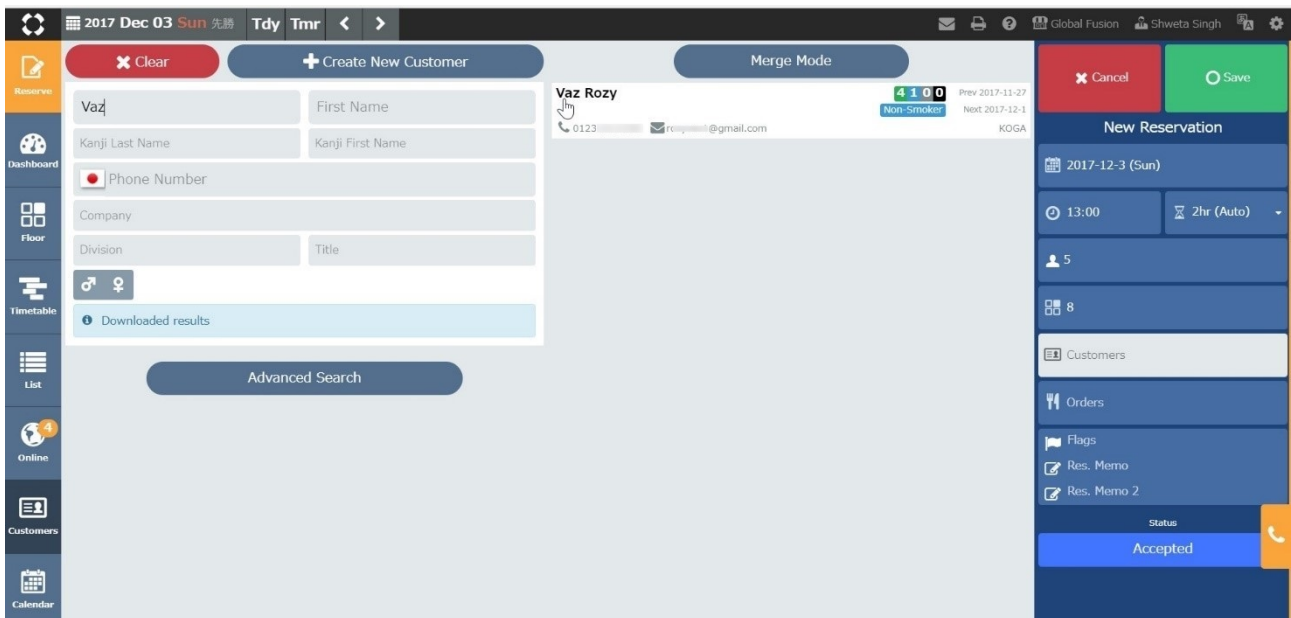 2017 Dec 03 Sun 先勝 Tdy Tmr
Global Fusion Shweta Singh
Reserve
Dashboard
Floor
Timetable
List
4
Online
Customers
Calendar
Clear
Create New Customer
Vaz
First Name
Kanji Last Name
Kanji First Name
Phone Number
Company
Division
Title
Downloaded results
Advanced Search
Merge Mode
Vaz Rozy
4 1 0 0
Prev 2017-11-27
Non-Smoker
Next 2017-12-1
0123
@gmail.com
KOGA
Cancel
Save
New Reservation
2017-12-3 (Sun)
13:00
2hr (Auto)
5
8
Customers
Orders
Flags
Res. Memo
Res. Memo 2
Status
Accepted